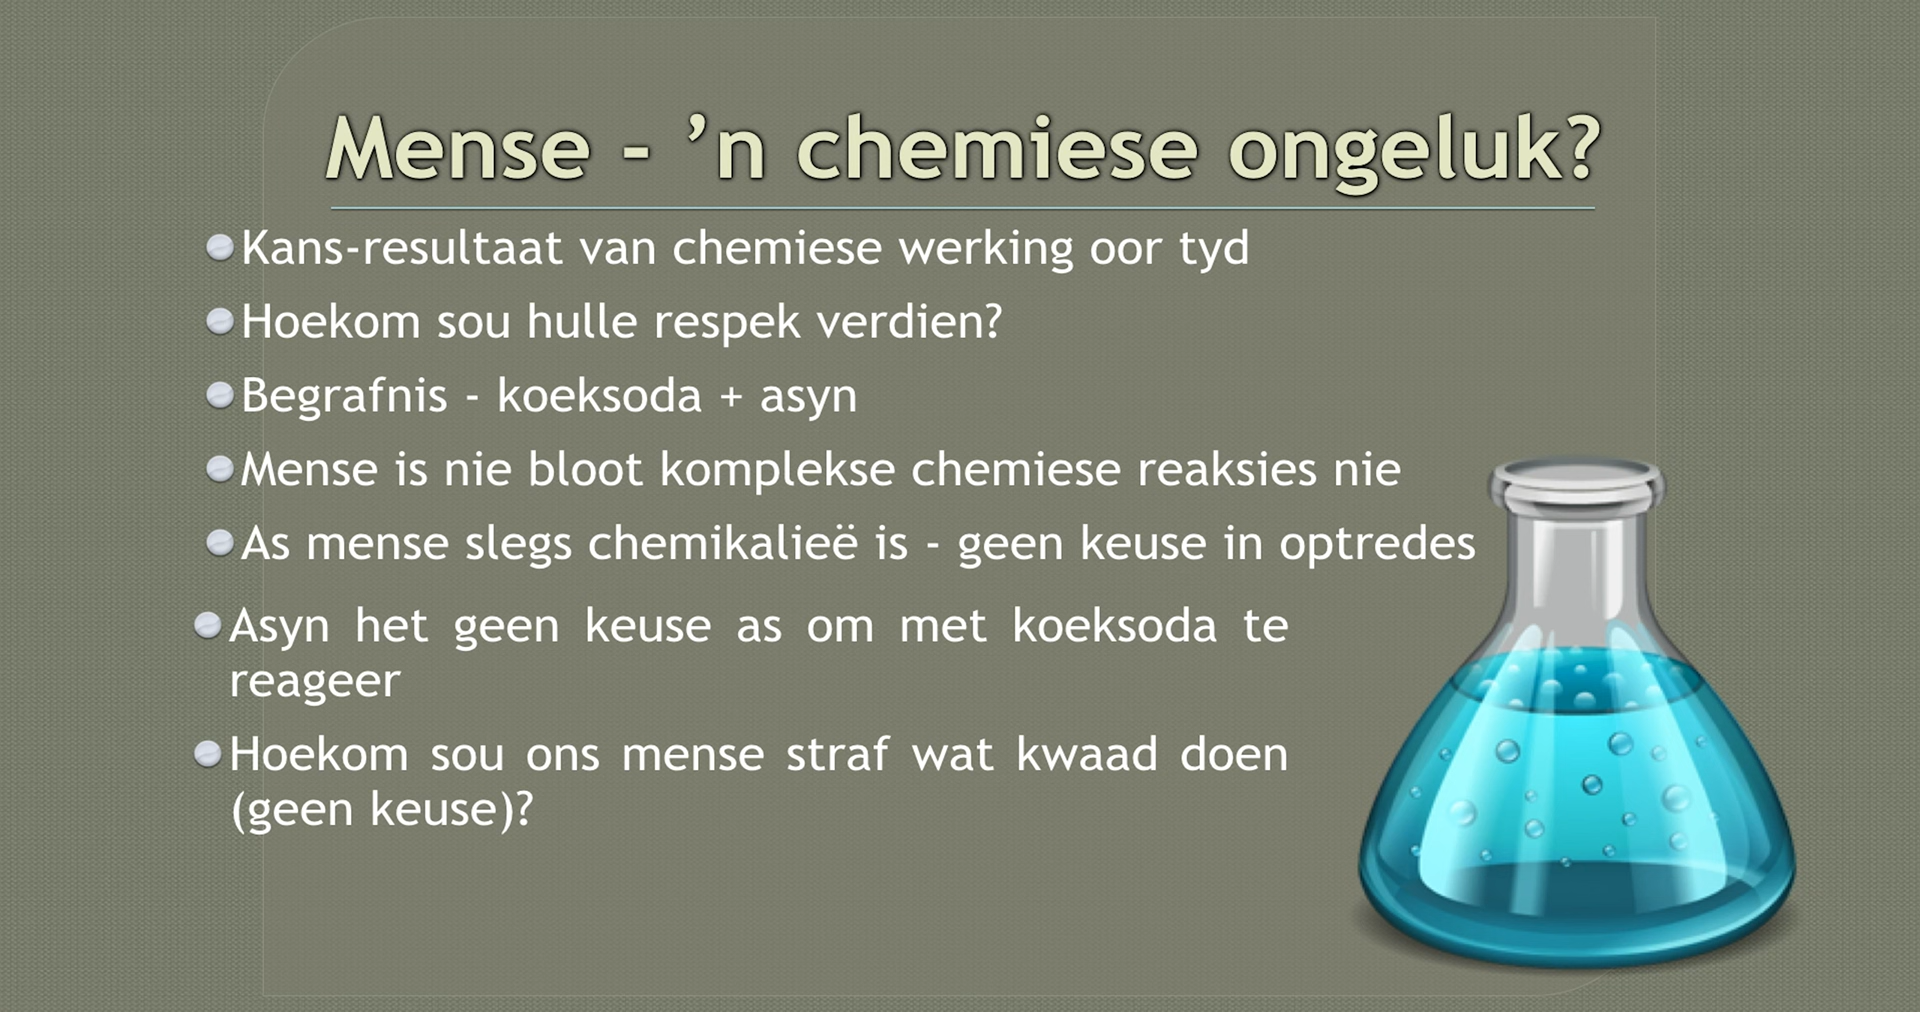 Mense - ’n chemiese ongeluk?
Kans-resultaat van chemiese werking oor tyd
Hoekom sou hulle respek verdien?
Begrafnis - koeksoda + asyn
Mense is nie bloot komplekse chemiese reaksies nie
As mense slegs chemikalieë is - geen keuse in optredes
Asyn het geen keuse as om met koeksoda te
reageer
Hoekom sou ons mense straf wat kwaad doen
(geen keuse)?